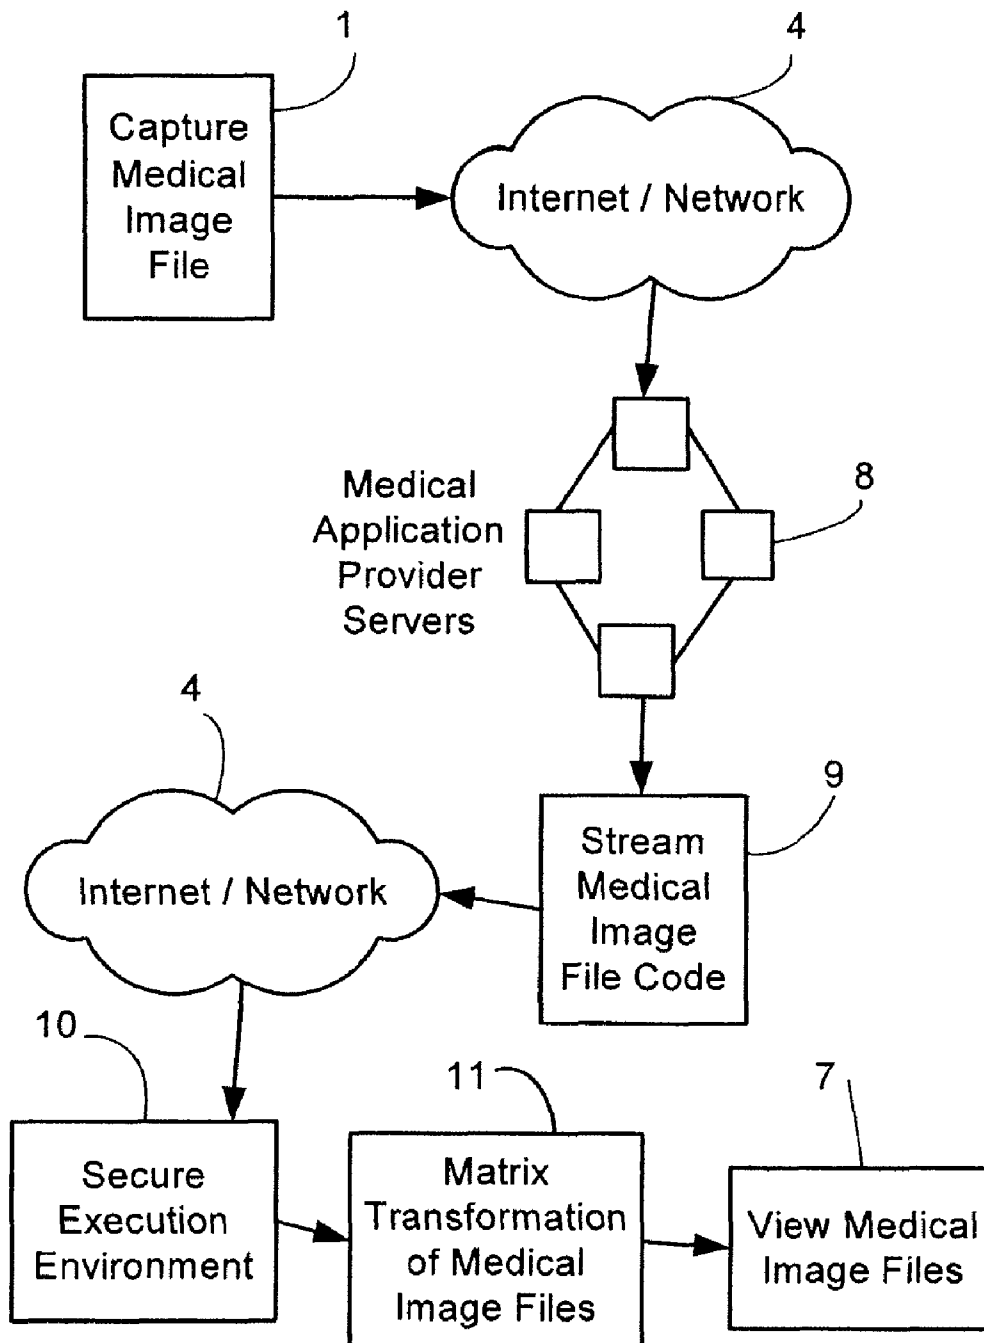 1
4
Capture
Medical
Image
File
Internet / Network
Medical
Application
Provider
Servers
8
4
9
Internet / Network
Stream
Medical
Image
File Code
10
11
7
Secure
Execution
Environment
Matrix
Transformation
of Medical
Image Files
View Medical
Image Files